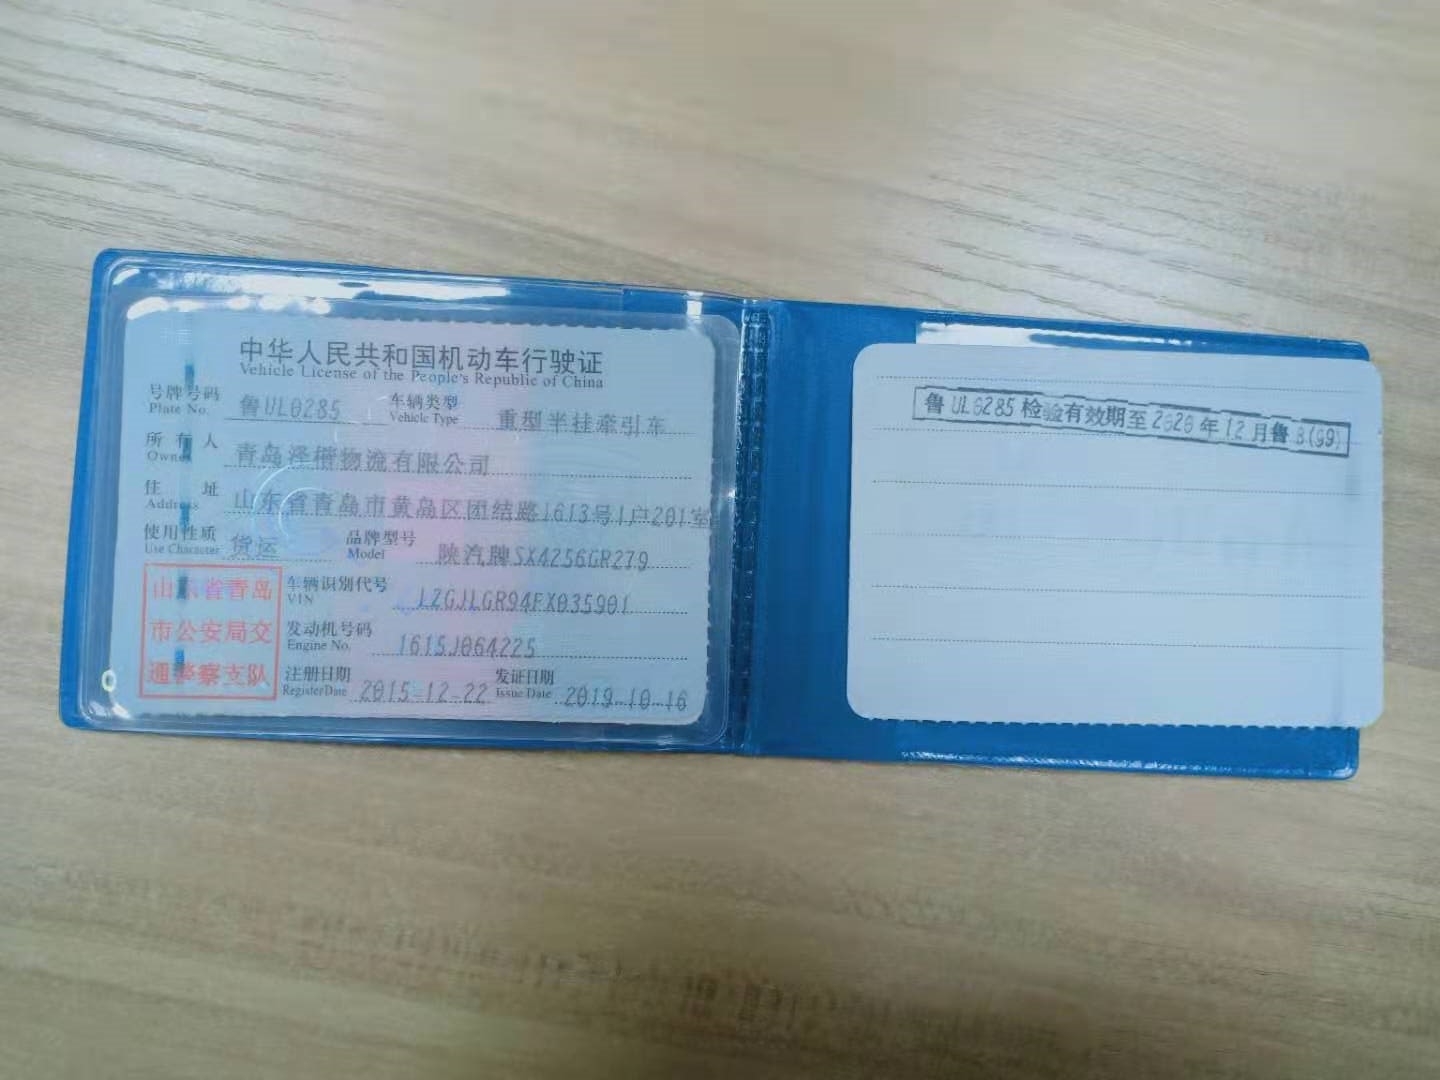 中华人民共和国机动车行驶证
Vehicle License of the People's Republic of China
号牌号码 鲁UL0285 车辆类型 重型半挂牵引车
Plate No. Vehicle Type
所有人 青岛泽楷物流有限公司
Owner
住址 山东省青岛市黄岛区团结路1613号1户201室
Address
使用性质 货运 品牌型号 陕汽牌SX4256GR279
Use Character Model
山东省青岛
市公安局交
通警察支队
车辆识别代号 LZGJLGR94FX035901
VIN
发动机号码 1615J064225
Engine No.
注册日期 2015-12-22 发证日期 2019-10-16
Register Date Issue Date
鲁UL0285检验有效期至2020年12月鲁B(99)